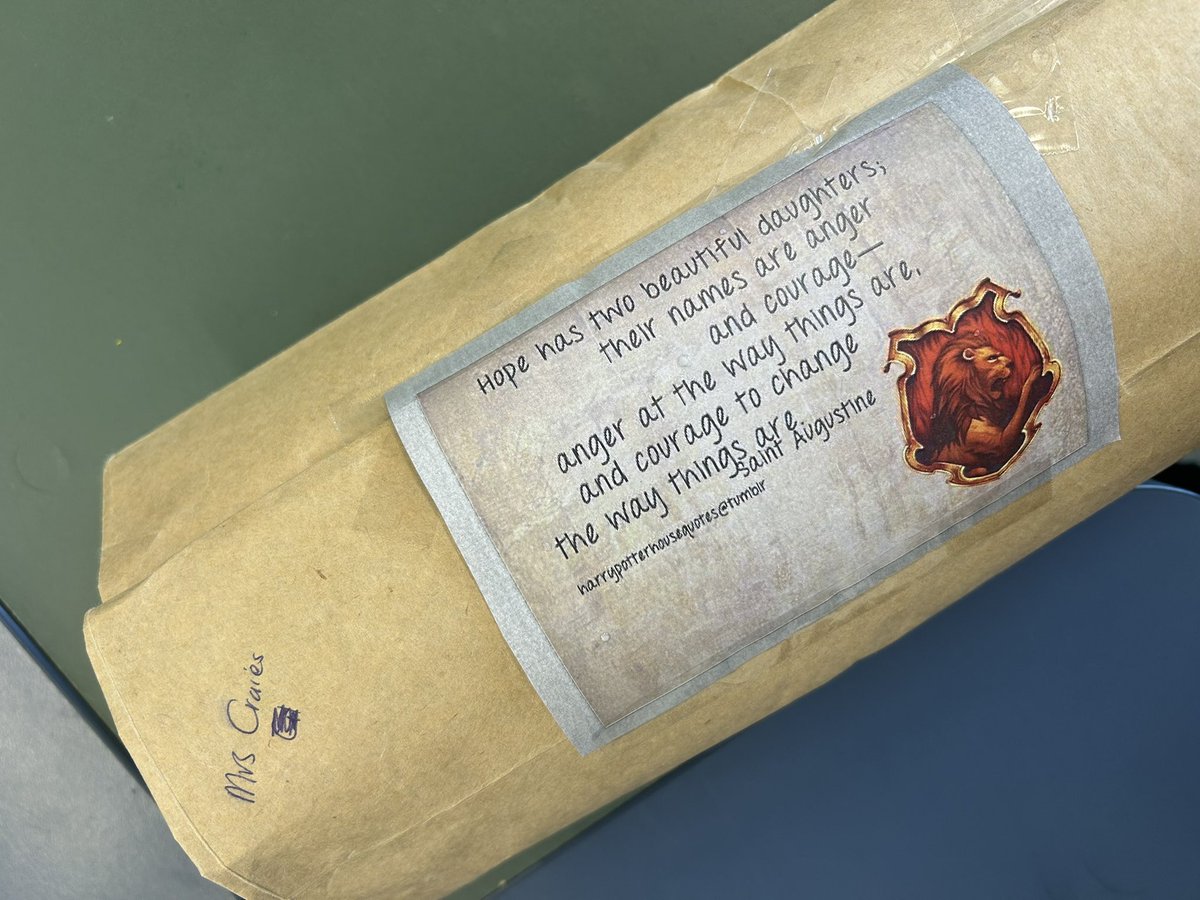 Hope has two beautiful daughters;
their names are anger
and courage—
anger at the way things are,
and courage to change
the way things are
Saint Augustine
harrypotterhousequotes@tumblr
Mrs Craies